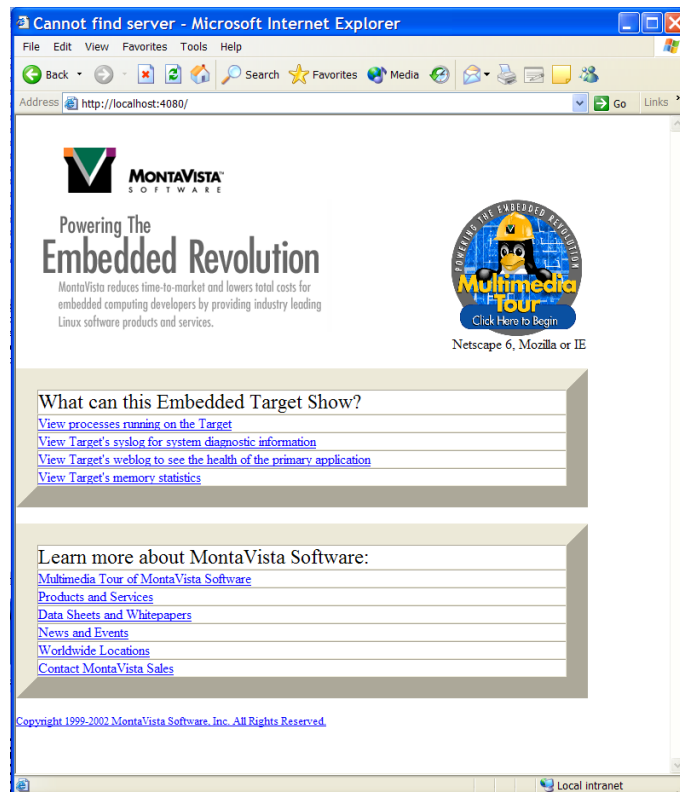 Cannot find server - Microsoft Internet Explorer
File Edit View Favorites Tools Help
Back Search Favorites Media
Address http://localhost:4080/ Go Links
MONTAVISTA™
SOFTWARE
Powering The
Embedded Revolution
MontaVista reduces time-to-market and lowers total costs for
embedded computing developers by providing industry leading
Linux software products and services.
POWERING THE EMBEDDED REVOLUTION
Multimedia
Tour
Click Here to Begin
Netscape 6, Mozilla or IE
What can this Embedded Target Show?
View processes running on the Target
View Target's syslog for system diagnostic information
View Target's weblog to see the health of the primary application
View Target's memory statistics
Learn more about MontaVista Software:
Multimedia Tour of MontaVista Software
Products and Services
Data Sheets and Whitepapers
News and Events
Worldwide Locations
Contact MontaVista Sales
Copyright 1999-2002 MontaVista Software, Inc. All Rights Reserved.
Local intranet